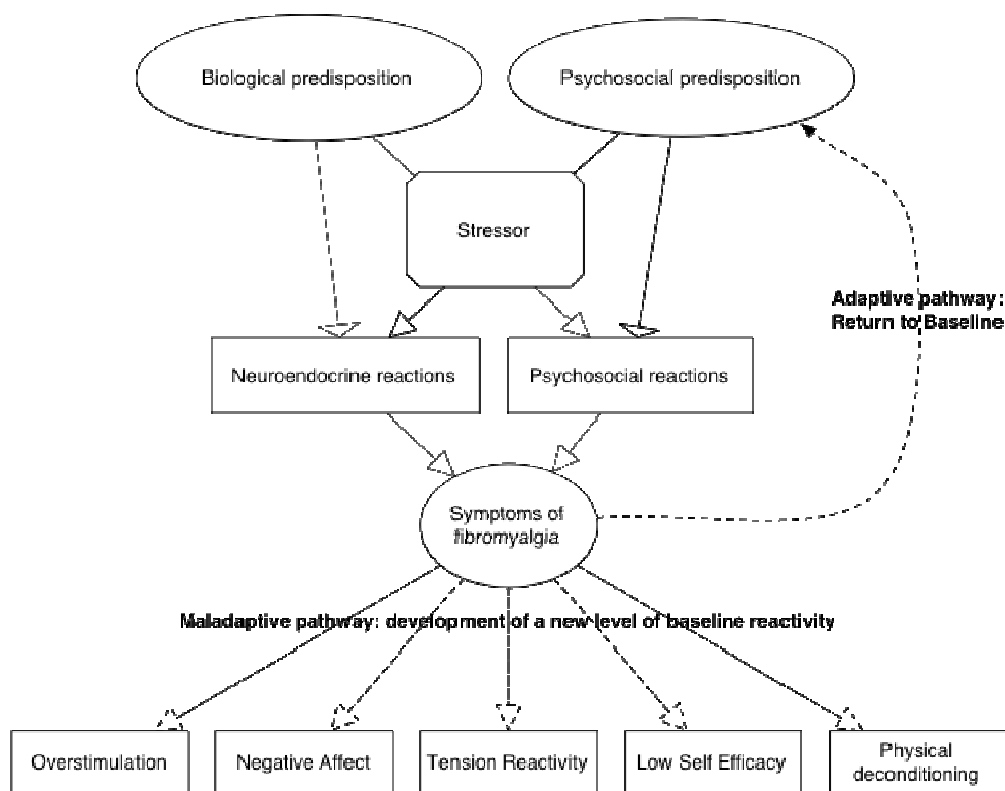 Biological predisposition
Psychosocial predisposition
Stressor
Adaptive pathway:
Return to Baseline
Neuroendocrine reactions
Psychosocial reactions
Symptoms of
fibromyalgia
Maladaptive pathway: development of a new level of baseline reactivity
Overstimulation
Negative Affect
Tension Reactivity
Low Self Efficacy
Physical
deconditioning